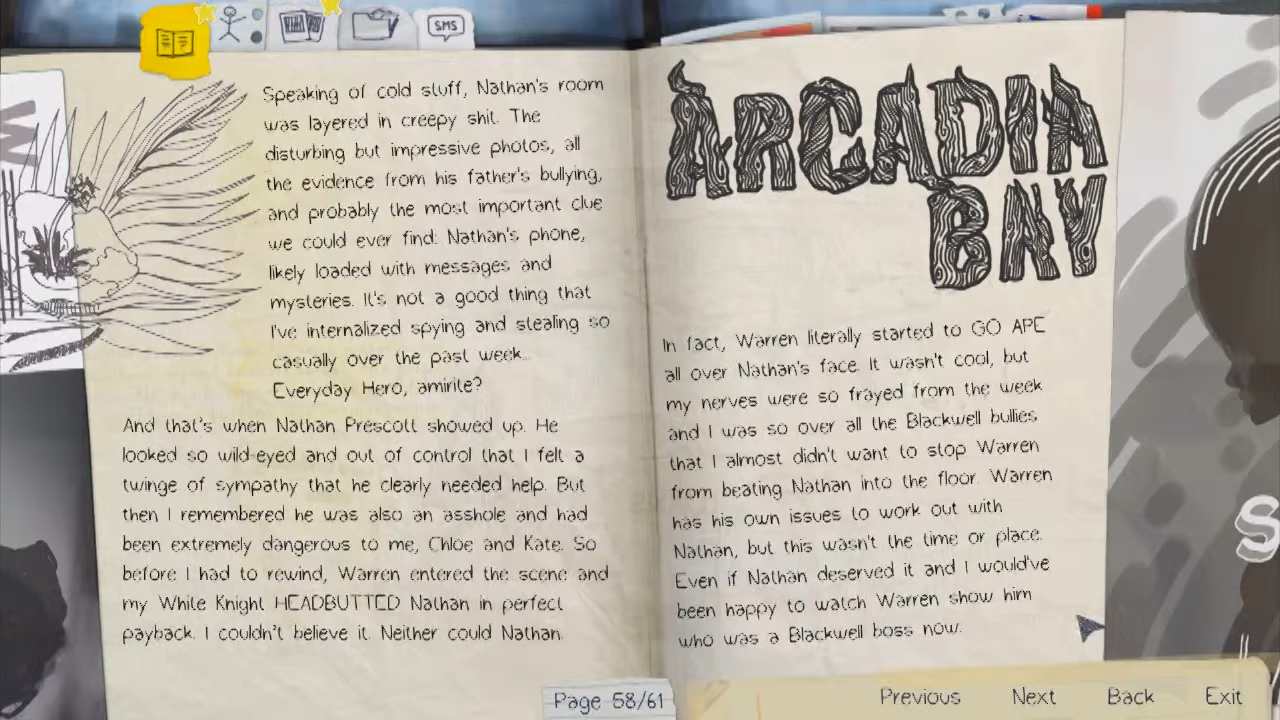 SMS
Speaking of cold stuff, Nathan's room
was layered in creepy shit. The
disturbing but impressive photos, all
the evidence from his father's bullying,
and probably the most important clue
we could ever find: Nathan's phone,
likely loaded with messages and
mysteries. It's not a good thing that
I've internalized spying and stealing so
casually over the past week...
Everyday Hero, amirite?
And that's when Nathan Prescott showed up. He
looked so wild-eyed and out of control that I felt a
twinge of sympathy that he clearly needed help. But
then I remembered he was also an asshole and had
been extremely dangerous to me, Chloe and Kate. So
before I had to rewind, Warren entered the scene and
my White Knight HEADBUTTED Nathan in perfect
payback. I couldn't believe it. Neither could Nathan.
ARCADIA
BAY
In fact, Warren literally started to GO APE
all over Nathan's face. It wasn't cool, but
my nerves were so frayed from the week
and I was so over all the Blackwell bullies
that I almost didn't want to stop Warren
from beating Nathan into the floor. Warren
has his own issues to work out with
Nathan, but this wasn't the time or place.
Even if Nathan deserved it and I would've
been happy to watch Warren show him
who was a Blackwell boss now.
S
Page 58/61
Previous
Next
Back
Exit